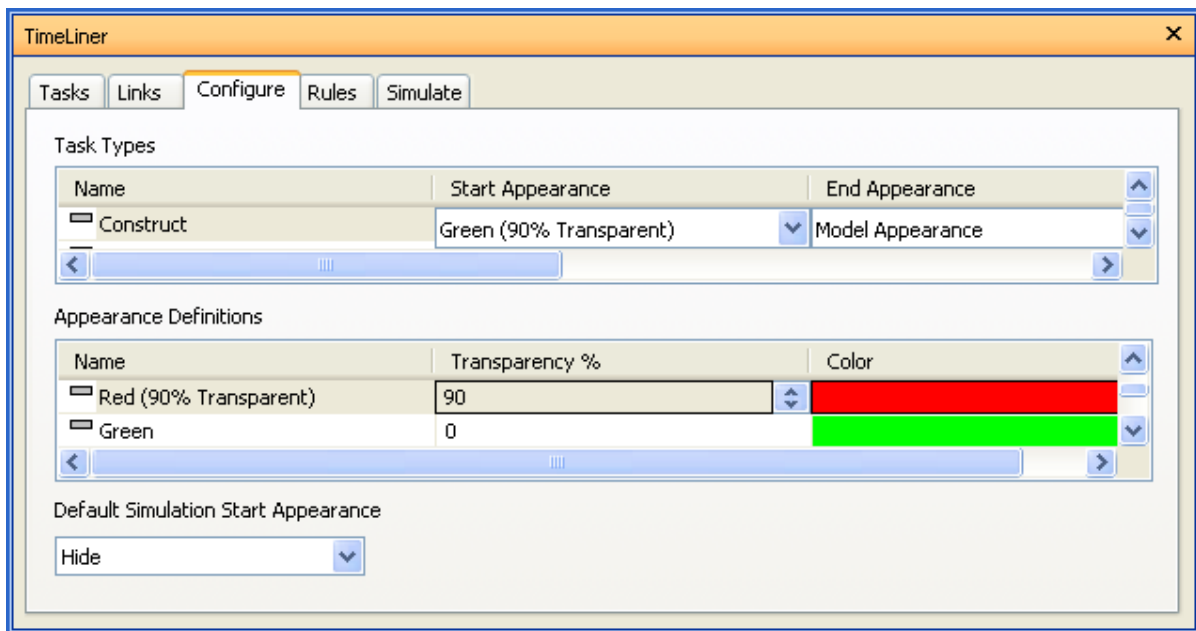 TimeLiner
Tasks Links Configure Rules Simulate
Task Types
Name Start Appearance End Appearance
Construct Green (90% Transparent) Model Appearance
Appearance Definitions
Name Transparency % Color
Red (90% Transparent) 90
Green 0
Default Simulation Start Appearance
Hide